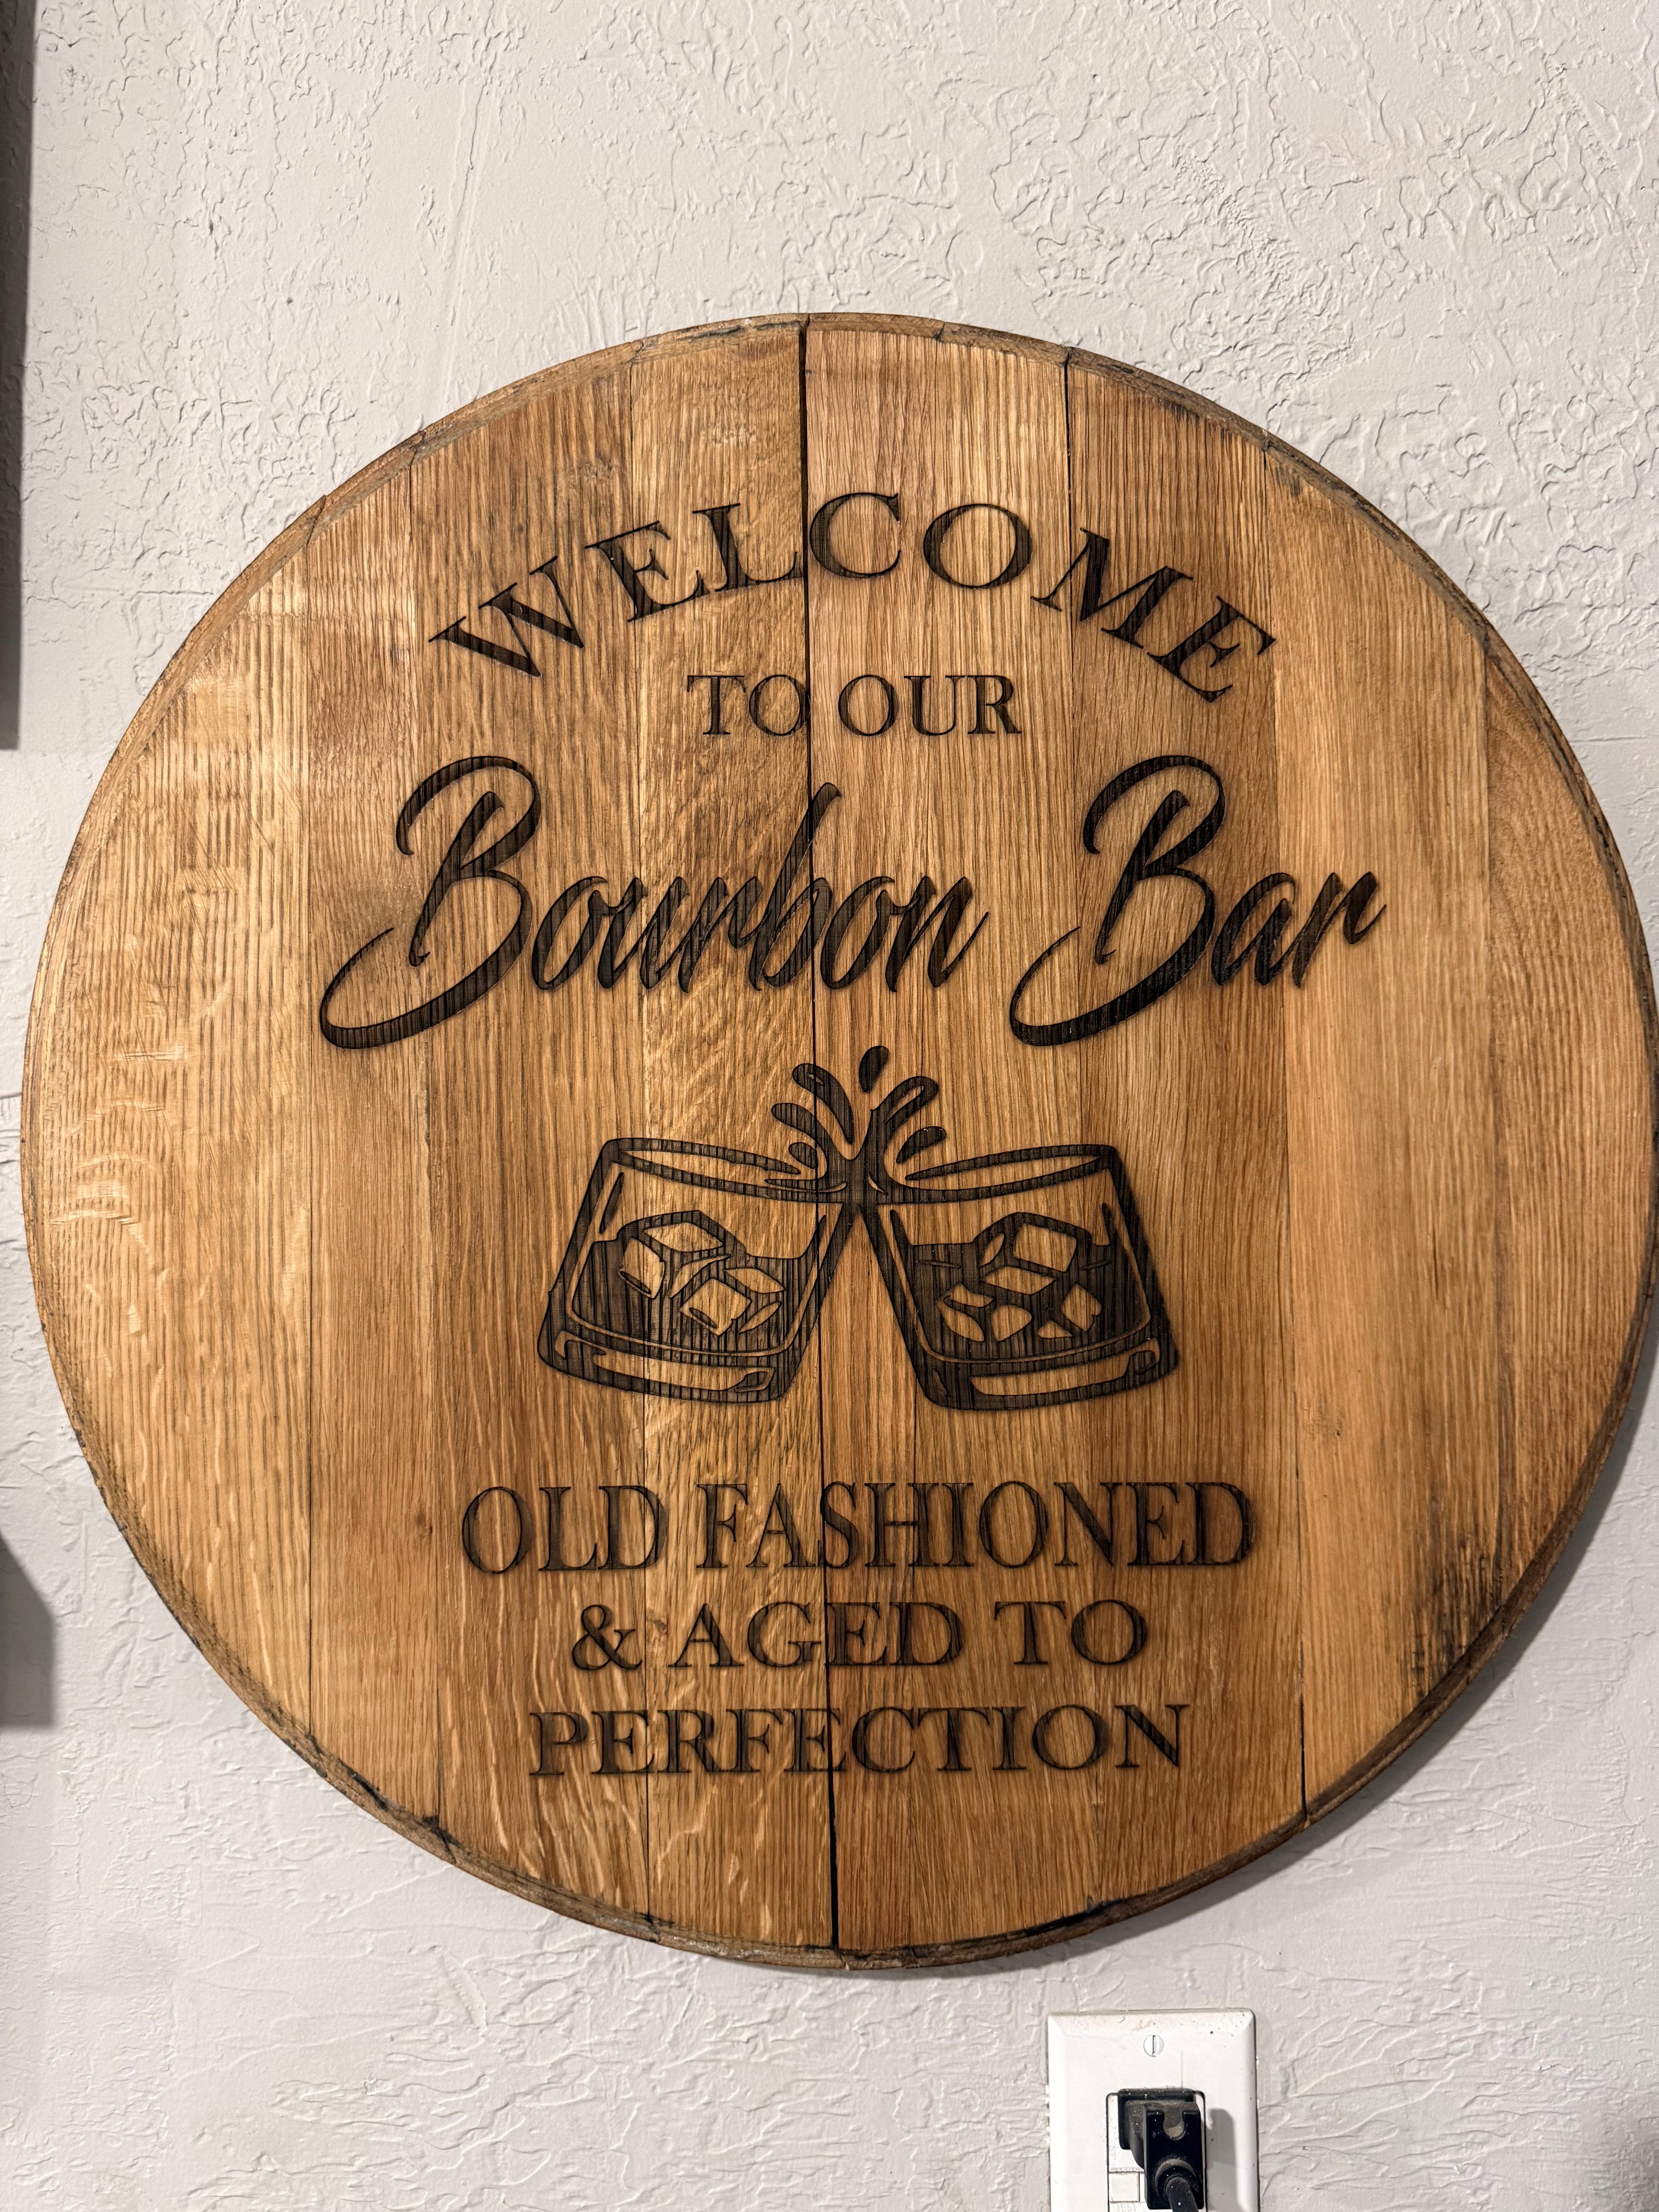 WELCOME
TO OUR
Bourbon Bar
OLD FASHIONED
& AGED TO
PERFECTION